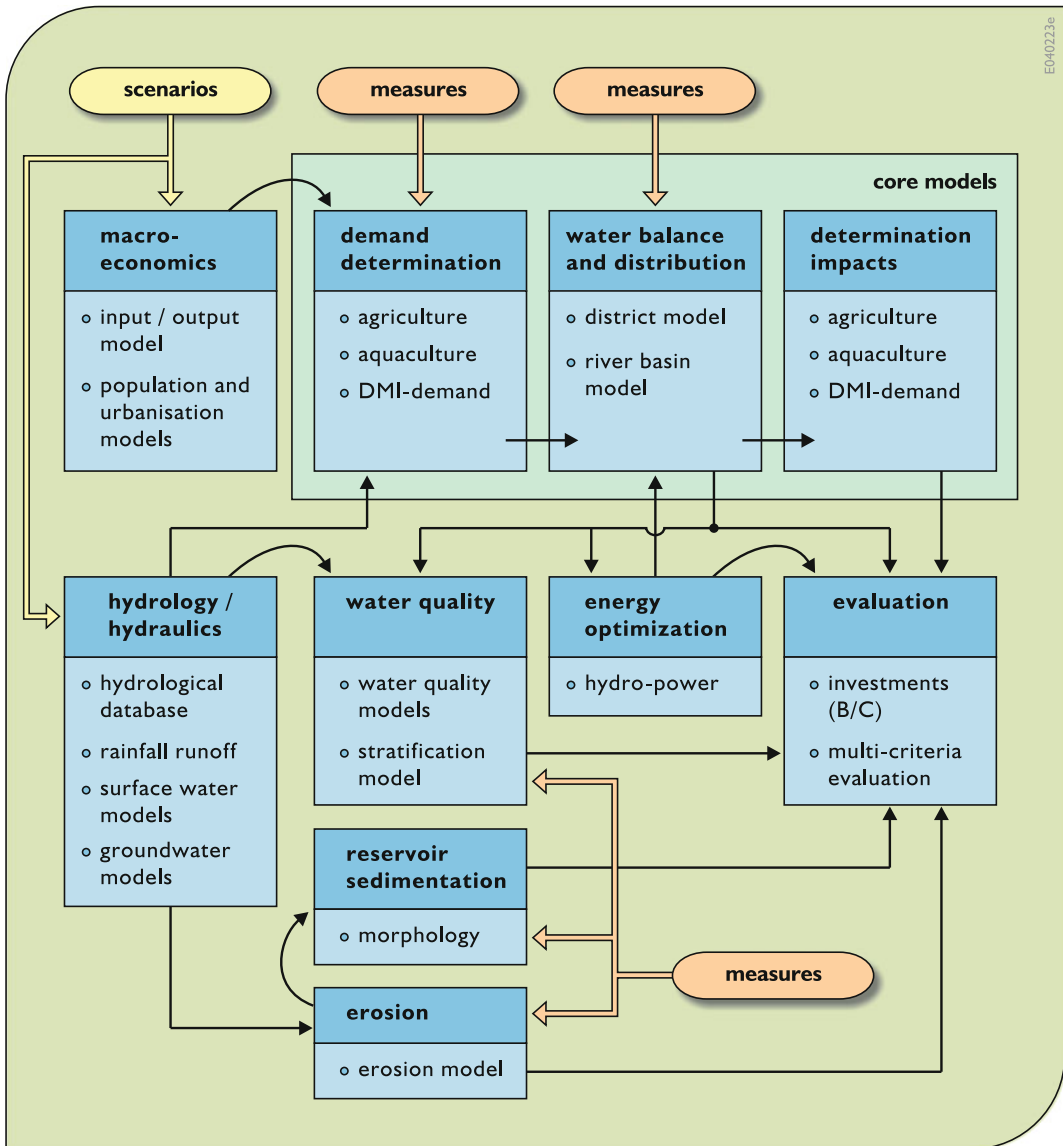 E040223e
scenarios
measures
measures
core models
macro-
economics
input / output
model
population and
urbanisation
models
demand
determination
agriculture
aquaculture
DMI-demand
water balance
and distribution
district model
river basin
model
determination
impacts
agriculture
aquaculture
DMI-demand
hydrology /
hydraulics
hydrological
database
rainfall runoff
surface water
models
groundwater
models
water quality
water quality
models
stratification
model
energy
optimization
hydro-power
evaluation
investments
(B/C)
multi-criteria
evaluation
reservoir
sedimentation
morphology
measures
erosion
erosion model